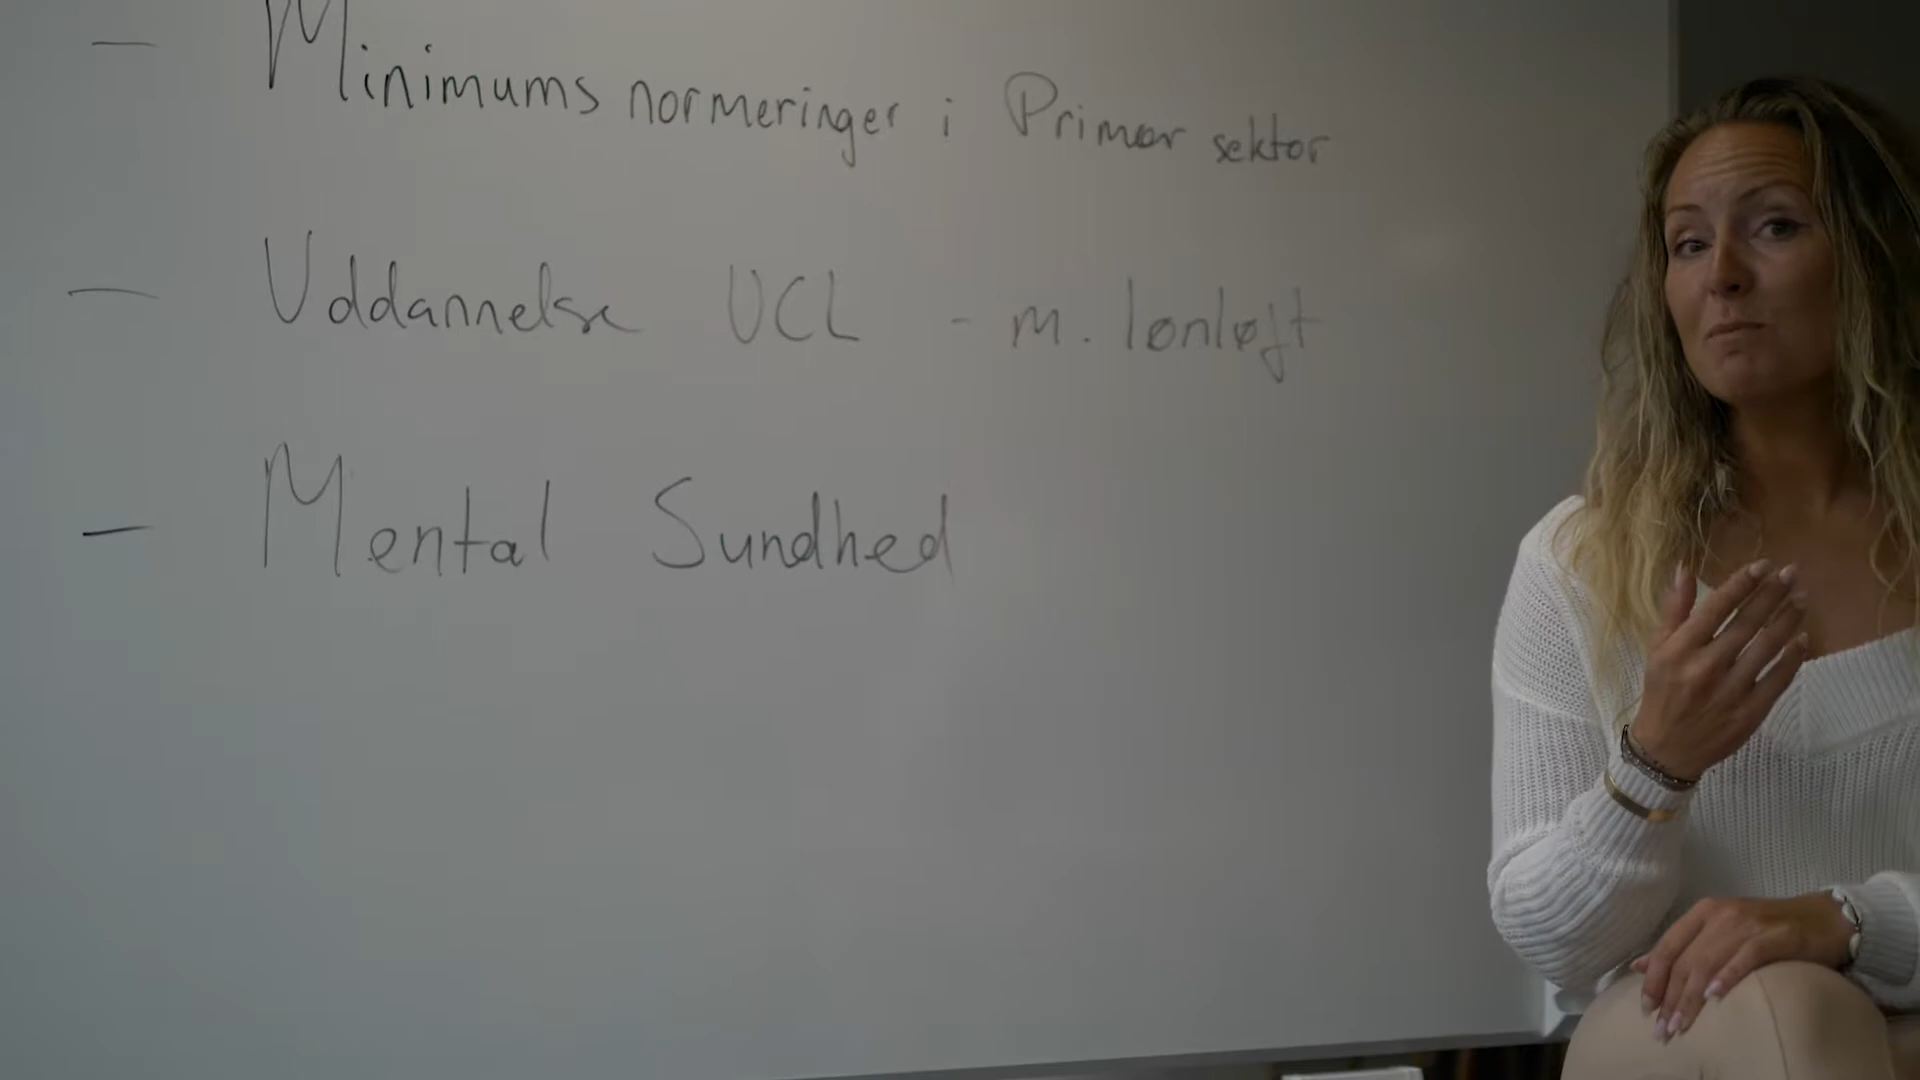 - Minimums normeringer i Primær sektor
- Uddannelse UCL - m. lønløft
- Mental Sundhed